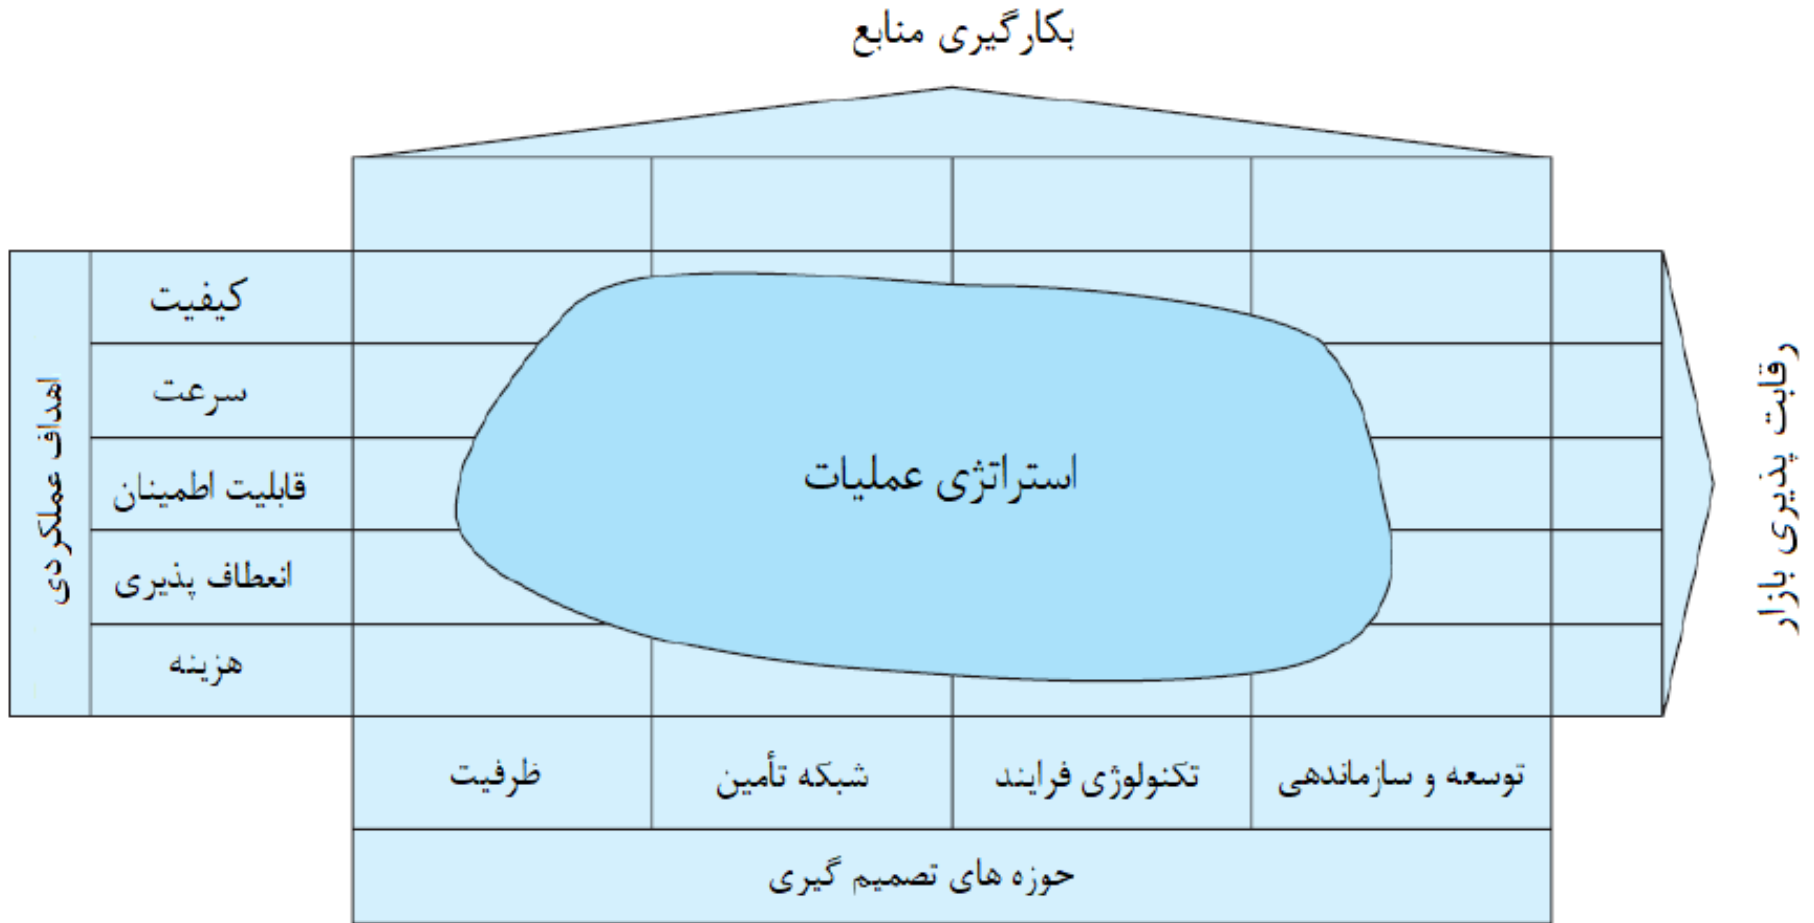 بکارگیری منابع
کیفیت
سرعت
قابلیت اطمینان
انعطاف پذیری
هزینه
اهداف عملکردی
استراتژی عملیات
رقابت پذیری بازار
ظرفیت
شبکه تأمین
تکنولوژی فرایند
توسعه و سازماندهی
حوزه های تصمیم گیری